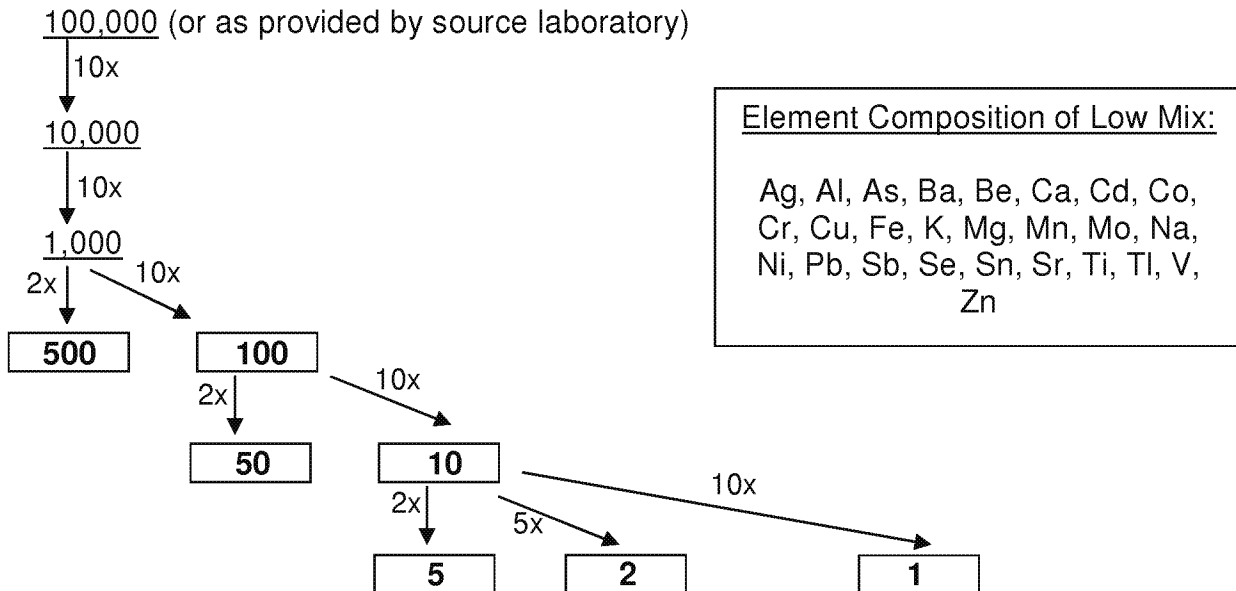 100,000 (or as provided by source laboratory)
10x
10,000
10x
1,000
2x
10x
500
100
2x
10x
50
10
2x
5x
10x
5
2
1
Element Composition of Low Mix:
Ag, Al, As, Ba, Be, Ca, Cd, Co,
Cr, Cu, Fe, K, Mg, Mn, Mo, Na,
Ni, Pb, Sb, Se, Sn, Sr, Ti, Tl, V,
Zn